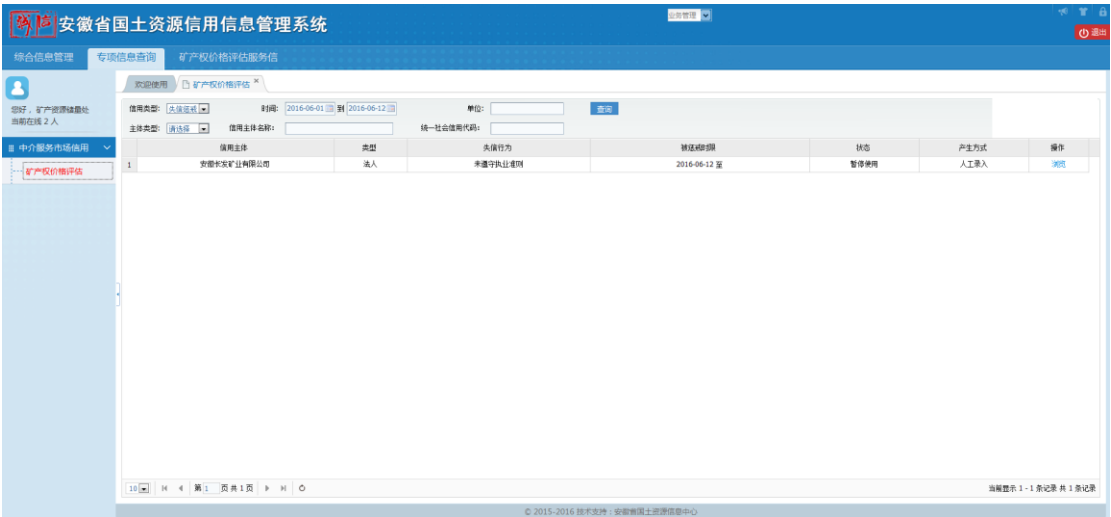 诚信 安徽省国土资源信用信息管理系统 业务管理
退出
综合信息管理 专项信息查询 矿产权价格评估服务信
欢迎使用 矿产权价格评估 ×
您好，矿产资源储量处
当前在线 2 人
信用类型: 失信惩戒 时间: 2016-06-01 到 2016-06-12 单位: 查询
主体类型: 请选择 信用主体名称: 统一社会信用代码:
中介服务市场信用
矿产权价格评估
信用主体 类型 失信行为 被惩戒时限 状态 产生方式 操作
1 安徽长发矿业有限公司 法人 未遵守执业准则 2016-06-12 至 暂停使用 人工录入 浏览
10 第 1 页 共 1 页 当前显示 1 - 1 条记录 共 1 条记录
© 2015-2016 技术支持：安徽省国土资源信息中心